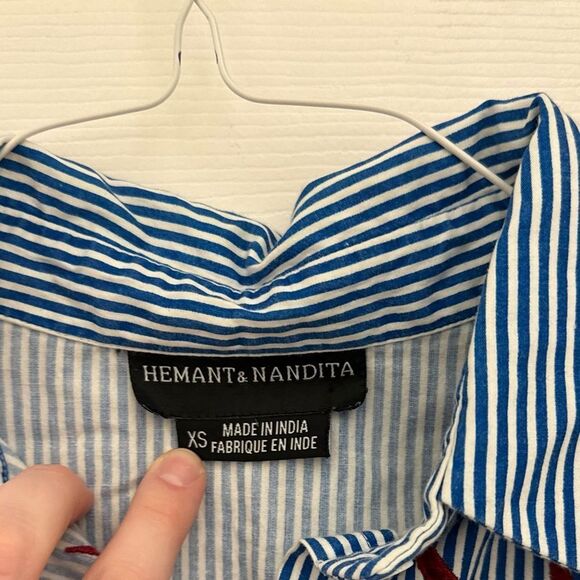 HEMANT & NANDITA
XS
MADE IN INDIA
FABRIQUE EN INDE